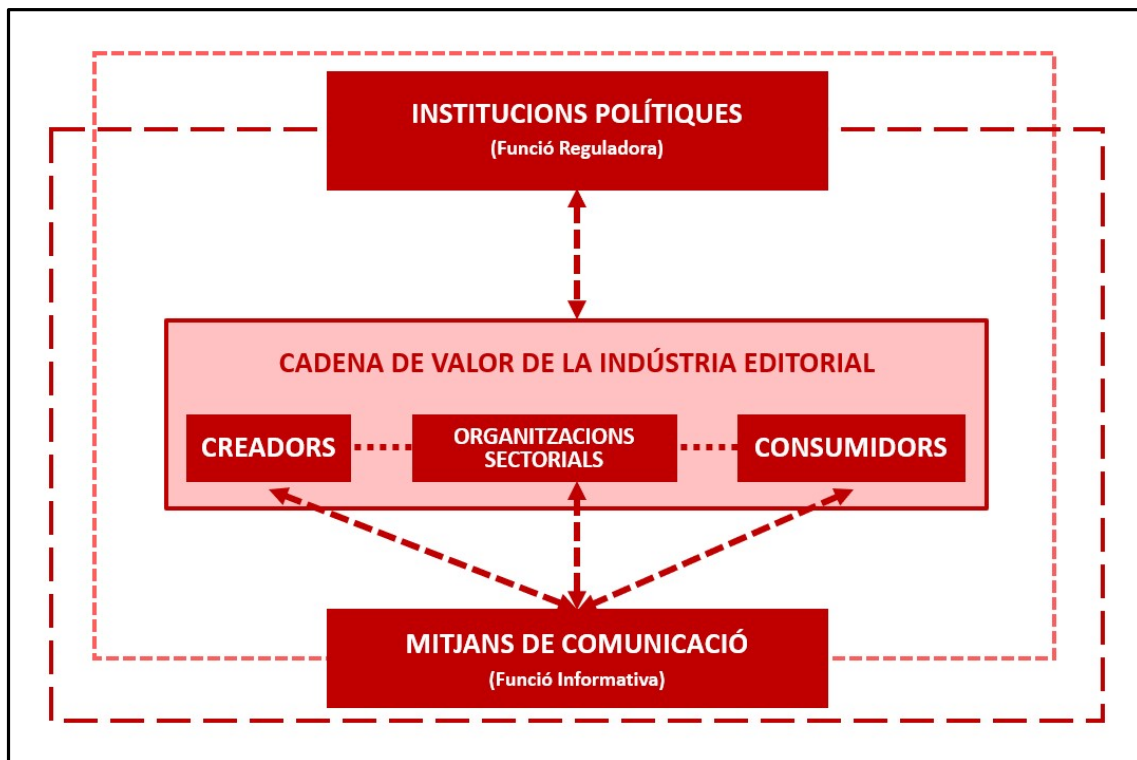 INSTITUCIONS POLÍTIQUES
(Funció Reguladora)
CADENA DE VALOR DE LA INDÚSTRIA EDITORIAL
CREADORS
ORGANITZACIONS
SECTORIALS
CONSUMIDORS
MITJANS DE COMUNICACIÓ
(Funció Informativa)